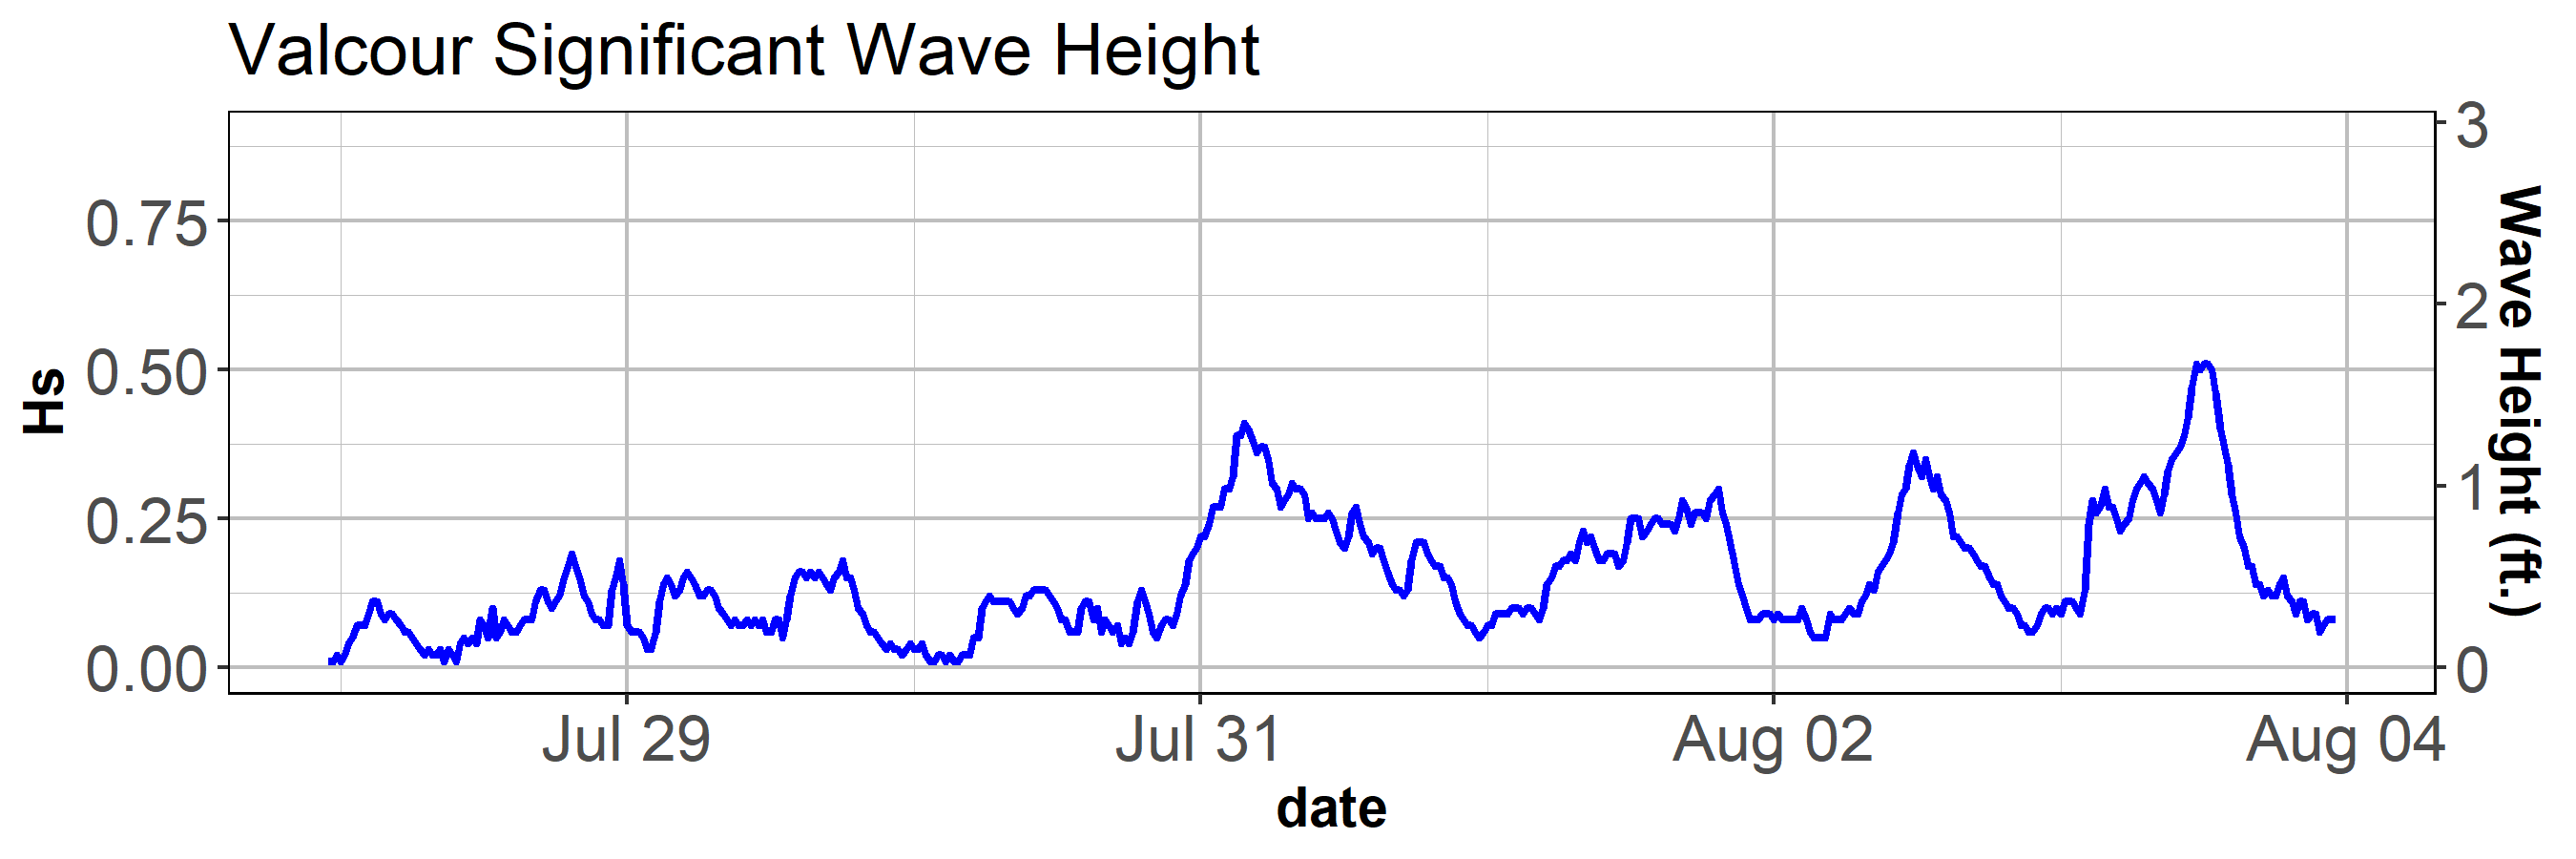 Valcour Significant Wave Height
Hs
0.75
0.50
0.25
0.00
3
2
1
0
Wave Height (ft.)
Jul 29
Jul 31
Aug 02
Aug 04
date